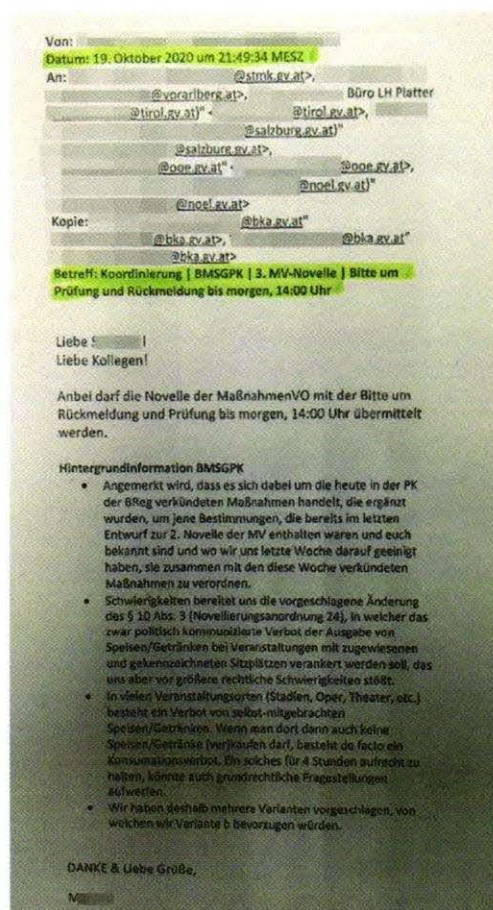 Von:
Datum: 19. Oktober 2020 um 21:49:34 MESZ
An: @stmk.gv.at>,
@vorarlberg.at>, Büro LH Platter
@tirol.gv.at)" < @tirol.gv.at>,
@salzburg.gv.at)"
@salzburg.gv.at>,
@ooe.gv.at" < @ooe.gv.at>,
@noel.gv.at)"
@noel.gv.at>
Kopie: @bka.gv.at"
@bka.gv.at>, " @bka.gv.at"
@bka.gv.at>
Betreff: Koordinierung | BMSGPK | 3. MV-Novelle | Bitte um
Prüfung und Rückmeldung bis morgen, 14:00 Uhr
Liebe S !
Liebe Kollegen!
Anbei darf die Novelle der MaßnahmenVO mit der Bitte um
Rückmeldung und Prüfung bis morgen, 14:00 Uhr übermittelt
werden.
Hintergrundinformation BMSGPK
• Angemerkt wird, dass es sich dabei um die heute in der PK
der BReg verkündeten Maßnahmen handelt, die ergänzt
wurden, um jene Bestimmungen, die bereits im letzten
Entwurf zur 2. Novelle der MV enthalten waren und euch
bekannt sind und wo wir uns letzte Woche darauf geeinigt
haben, sie zusammen mit den diese Woche verkündeten
Maßnahmen zu verordnen.
• Schwierigkeiten bereitet uns die vorgeschlagene Änderung
des § 10 Abs. 3 (Novellierungsanordnung 24), in welcher das
zwar politisch kommunizierte Verbot der Ausgabe von
Speisen/Getränken bei Veranstaltungen mit zugewiesenen
und gekennzeichneten Sitzplätzen verankert werden soll, das
uns aber vor größere rechtliche Schwierigkeiten stößt.
• In vielen Veranstaltungsorten (Stadien, Oper, Theater, etc.)
besteht ein Verbot von selbst-mitgebrachten
Speisen/Getränken. Wenn man dort dann auch keine
Speisen/Getränke (ver)kaufen darf, besteht de facto ein
Konsumationsverbot. Ein solches für 4 Stunden aufrecht zu
halten, könnte auch grundrechtliche Fragestellungen
aufwerfen.
• Wir haben deshalb mehrere Varianten vorgeschlagen, von
welchen wir Variante b bevorzugen würden.
DANKE & Liebe Grüße,
M